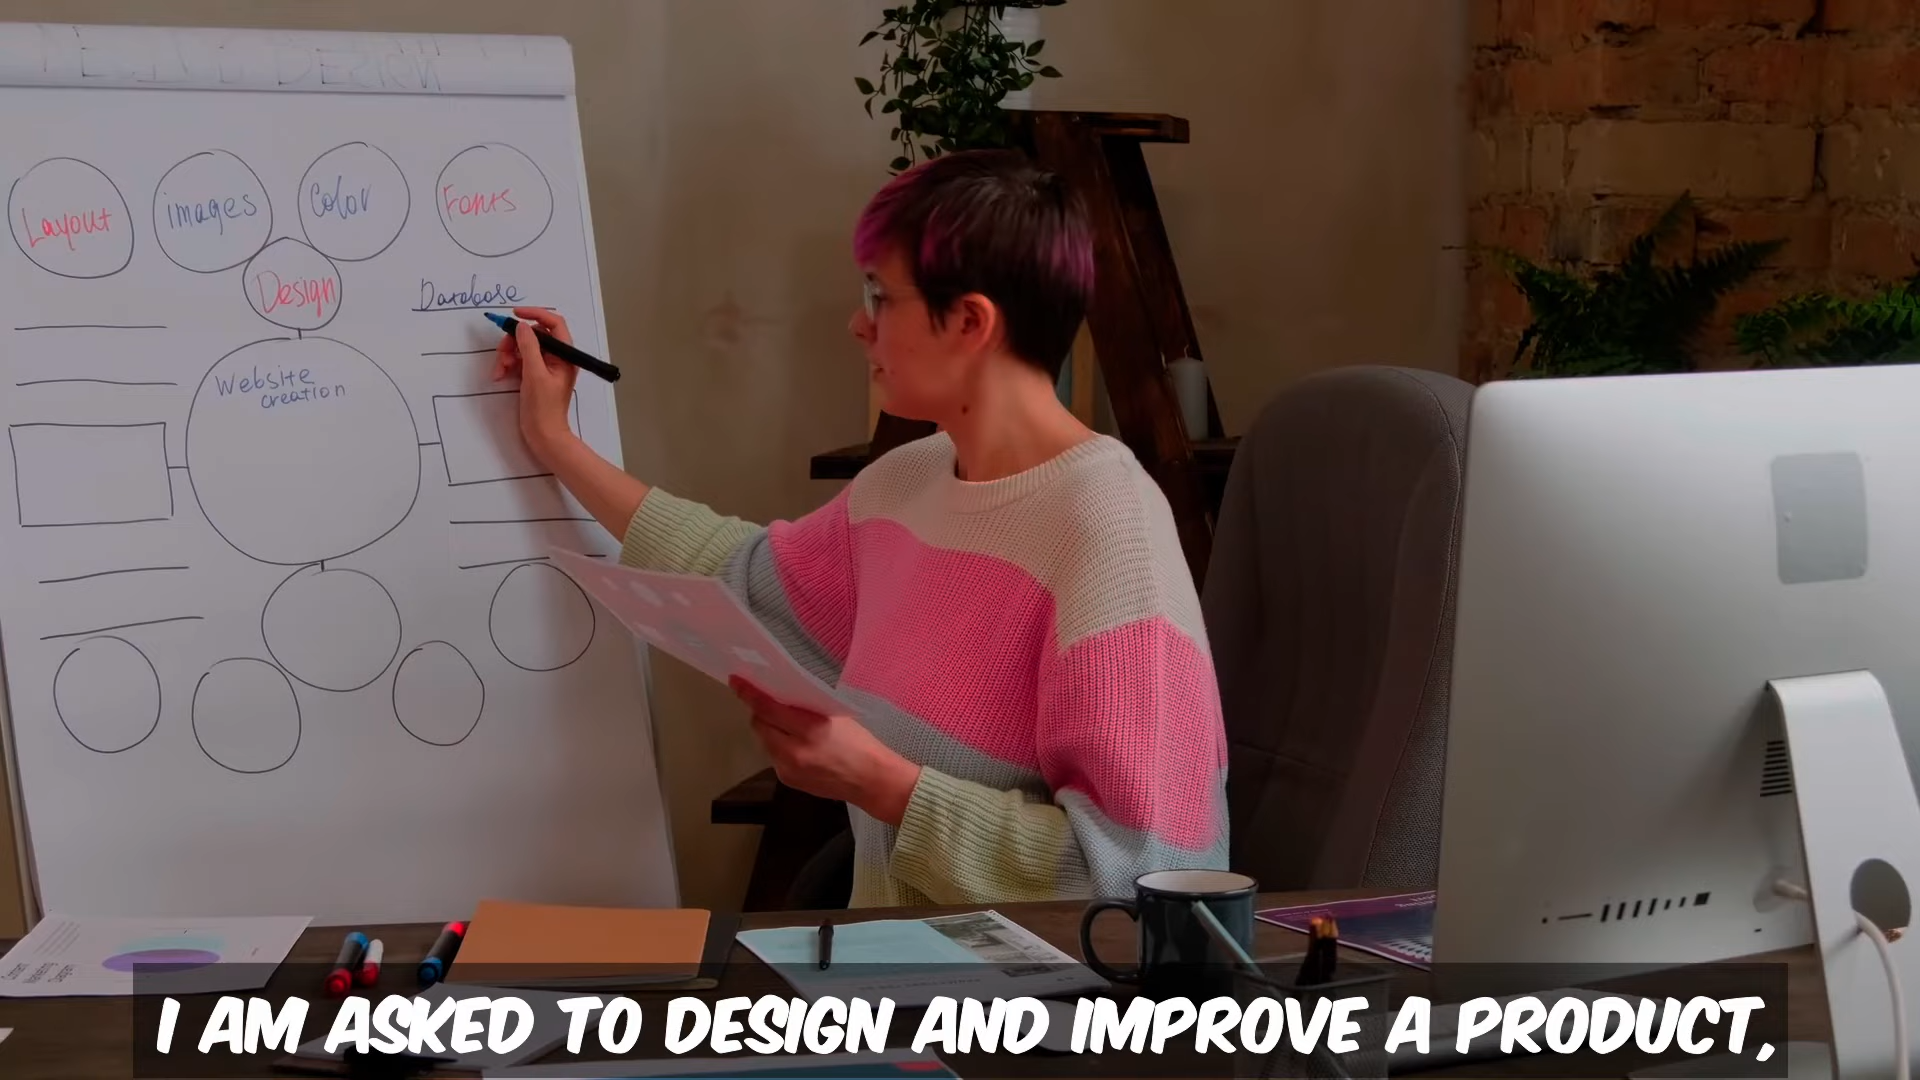 Layout
images
Color
Fonts
Design
Database
Website
creation
I AM ASKED TO DESIGN AND IMPROVE A PRODUCT,